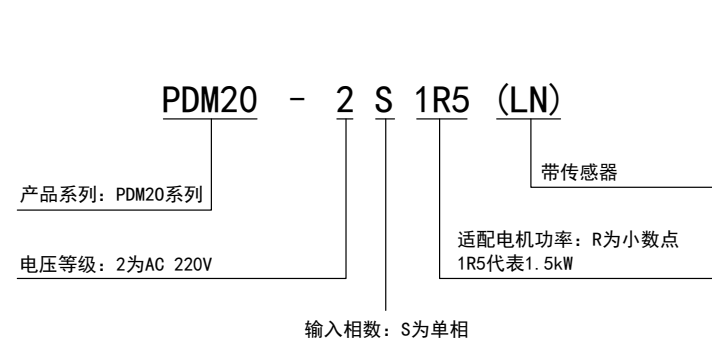 PDM20 - 2 S 1R5 (LN)
带传感器
产品系列：PDM20系列
适配电机功率：R为小数点
1R5代表1.5kW
电压等级：2为AC 220V
输入相数：S为单相